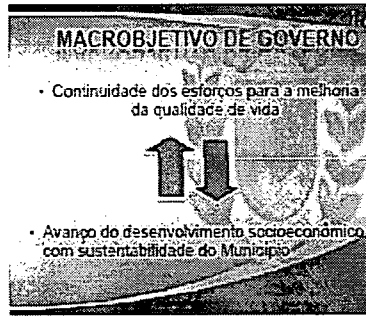 MACROBJETIVO DE GOVERNO
• Continuidade dos esforços para a melhoria
da qualidade de vida
• Avanço do desenvolvimento socioeconômico
com sustentabilidade do Município